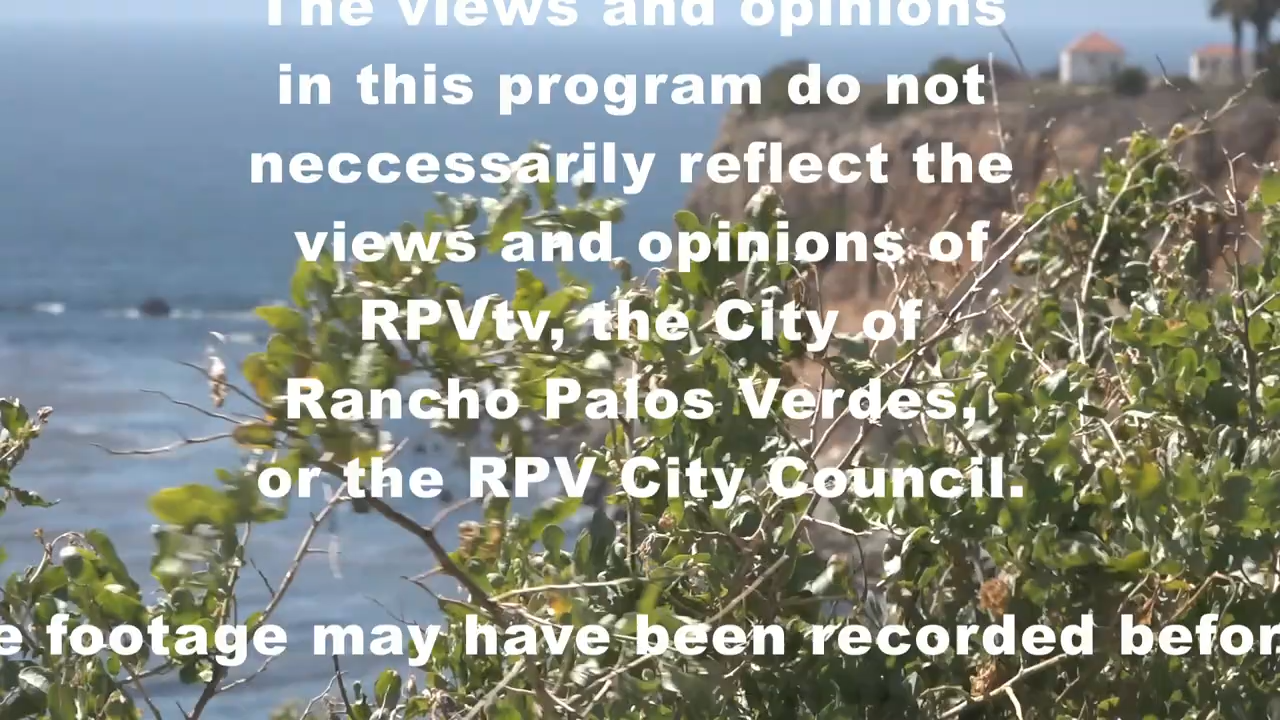 The views and opinions
in this program do not
neccessarily reflect the
views and opinions of
RPVtv, the City of
Rancho Palos Verdes,
or the RPV City Council.
footage may have been recorded